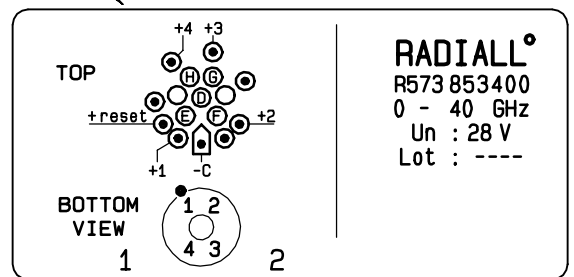 +4 +3
TOP
H G
D
+reset E F +2
+1 -C
BOTTOM
VIEW
1 2
4 3
1 2
RADIALL°
R573 853400
0 - 40 GHz
Un : 28 V
Lot : ----